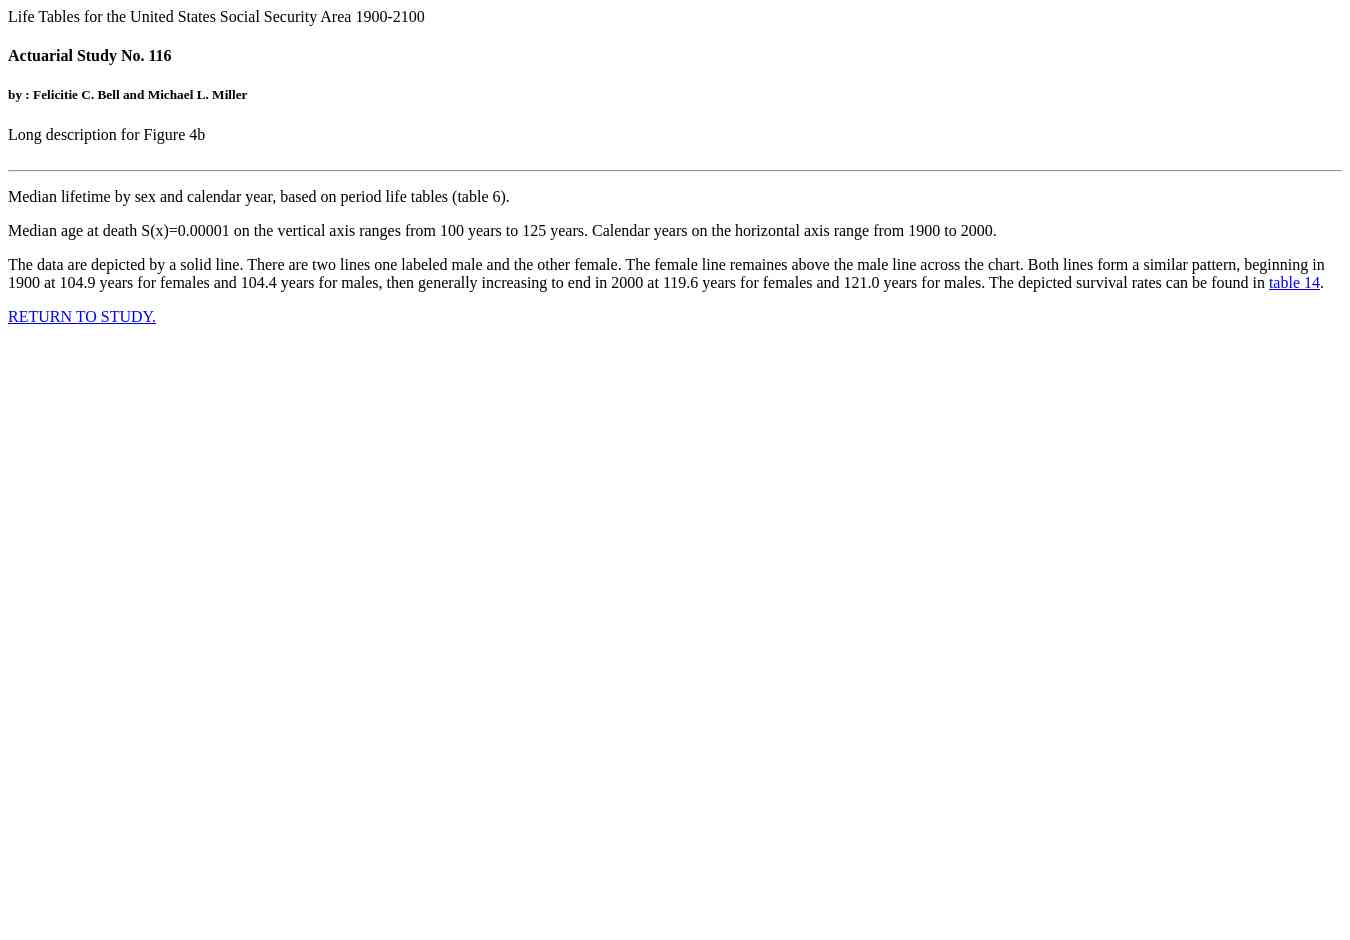 Life Tables for the United States Social Security Area 1900-2100
Actuarial Study No. 116
by : Felicitie C. Bell and Michael L. Miller
Long description for Figure 4b
Median lifetime by sex and calendar year, based on period life tables (table 6).
Median age at death S(x)=0.00001 on the vertical axis ranges from 100 years to 125 years. Calendar years on the horizontal axis range from 1900 to 2000.
The data are depicted by a solid line. There are two lines one labeled male and the other female. The female line remaines above the male line across the chart. Both lines form a similar pattern, beginning in
1900 at 104.9 years for females and 104.4 years for males, then generally increasing to end in 2000 at 119.6 years for females and 121.0 years for males. The depicted survival rates can be found in table 14.
RETURN TO STUDY.